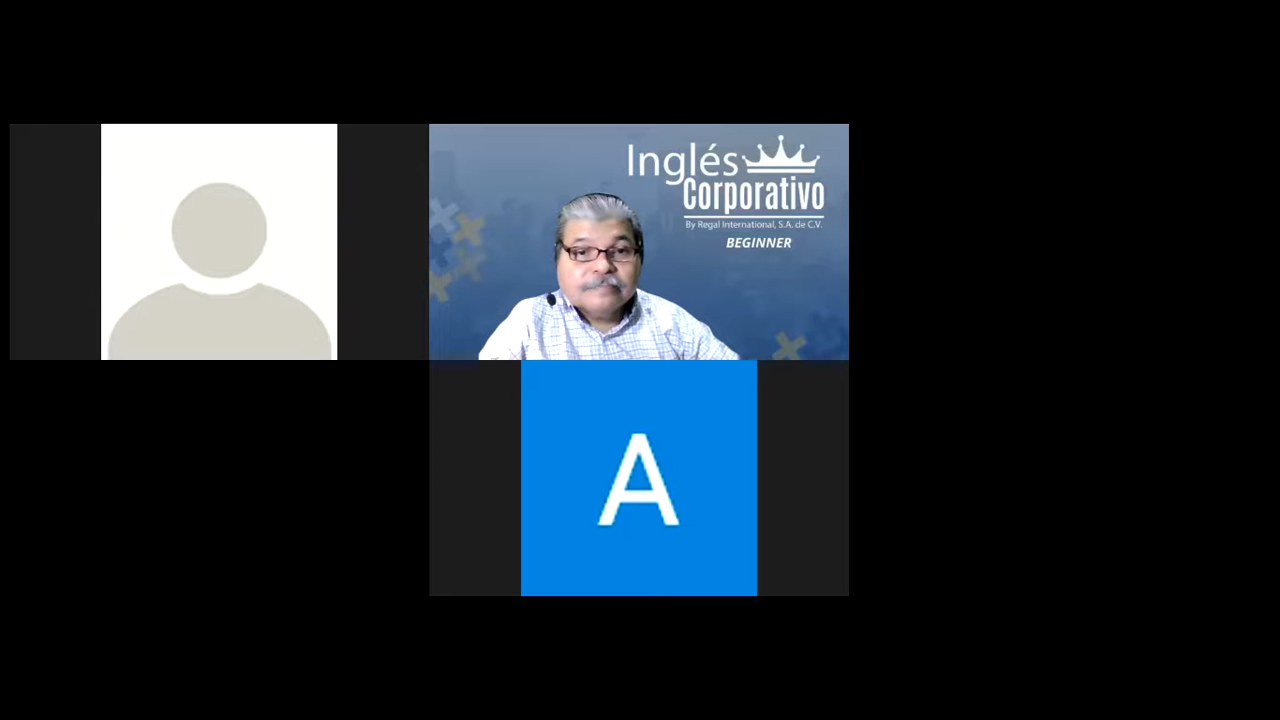 Inglés
Corporativo
By Regal International, S.A. de C.V.
BEGINNER
A